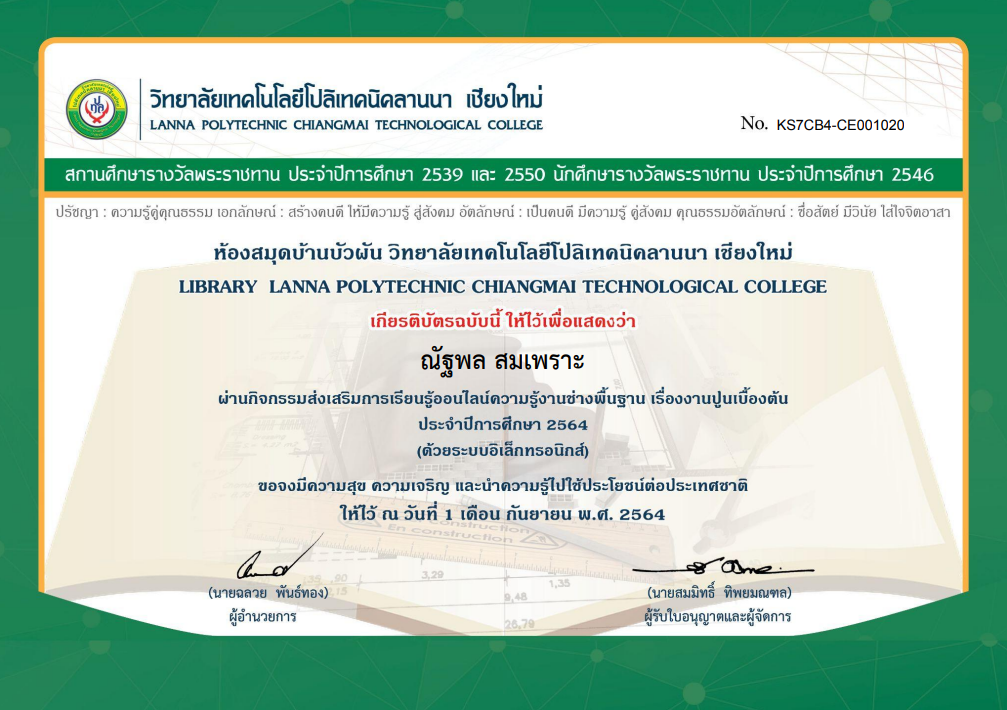 วิทยาลัยเทคโนโลยีโปลิเทคนิคลานนา เชียงใหม่
LANNA POLYTECHNIC CHIANGMAI TECHNOLOGICAL COLLEGE
No. KS7CB4-CE001020
สถานศึกษารางวัลพระราชทาน ประจำปีการศึกษา 2539 และ 2550 นักศึกษารางวัลพระราชทาน ประจำปีการศึกษา 2546
ปรัชญา : ความรู้คู่คุณธรรม เอกลักษณ์ : สร้างคนดี ให้มีความรู้ สู่สังคม อัตลักษณ์ : เป็นคนดี มีความรู้ คู่สังคม คุณธรรมอัตลักษณ์ : ซื่อสัตย์ มีวินัย ใส่ใจจิตอาสา
ห้องสมุดบ้านบัวผัน วิทยาลัยเทคโนโลยีโปลิเทคนิคลานนา เชียงใหม่
LIBRARY LANNA POLYTECHNIC CHIANGMAI TECHNOLOGICAL COLLEGE
เกียรติบัตรฉบับนี้ ให้ไว้เพื่อแสดงว่า
ณัฐพล สมเพราะ
ผ่านกิจกรรมส่งเสริมการเรียนรู้ออนไลน์ความรู้งานช่างพื้นฐาน เรื่องงานปูนเบื้องต้น
ประจำปีการศึกษา 2564
(ด้วยระบบอิเล็กทรอนิกส์)
ขอจงมีความสุข ความเจริญ และนำความรู้ไปใช้ประโยชน์ต่อประเทศชาติ
ให้ไว้ ณ วันที่ 1 เดือน กันยายน พ.ศ. 2564
En construction
3,29
1,35
9,48
26,79
(นายฉลวย พันธ์ทอง)
ผู้อำนวยการ
(นายสมมิทธิ์ ทิพยมณฑล)
ผู้รับใบอนุญาตและผู้จัดการ